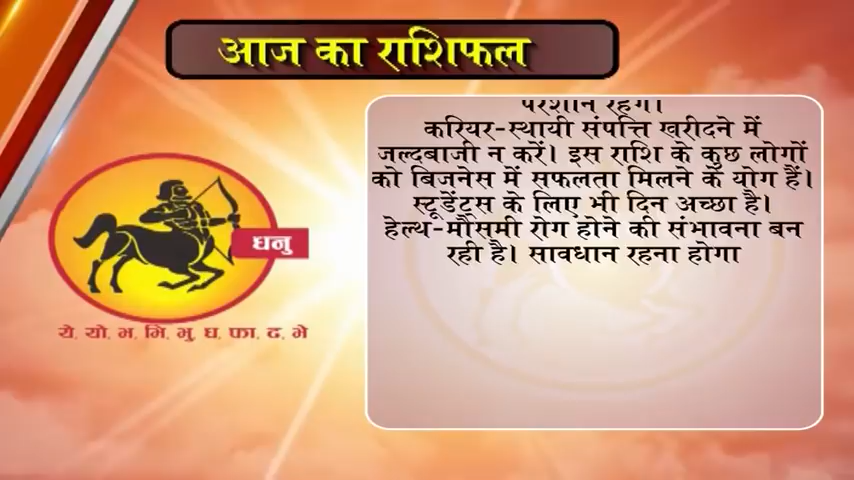 आज का राशिफल
परेशान रहेंगे।
करियर-स्थायी संपत्ति खरीदने में
जल्दबाजी न करें। इस राशि के कुछ लोगों
को बिजनेस में सफलता मिलने के योग हैं।
स्टूडेंट्स के लिए भी दिन अच्छा है।
हेल्थ-मौसमी रोग होने की संभावना बन
रही है। सावधान रहना होगा
धनु
ये, यो, भ, भि, भु, ध, फा, ढ, भे